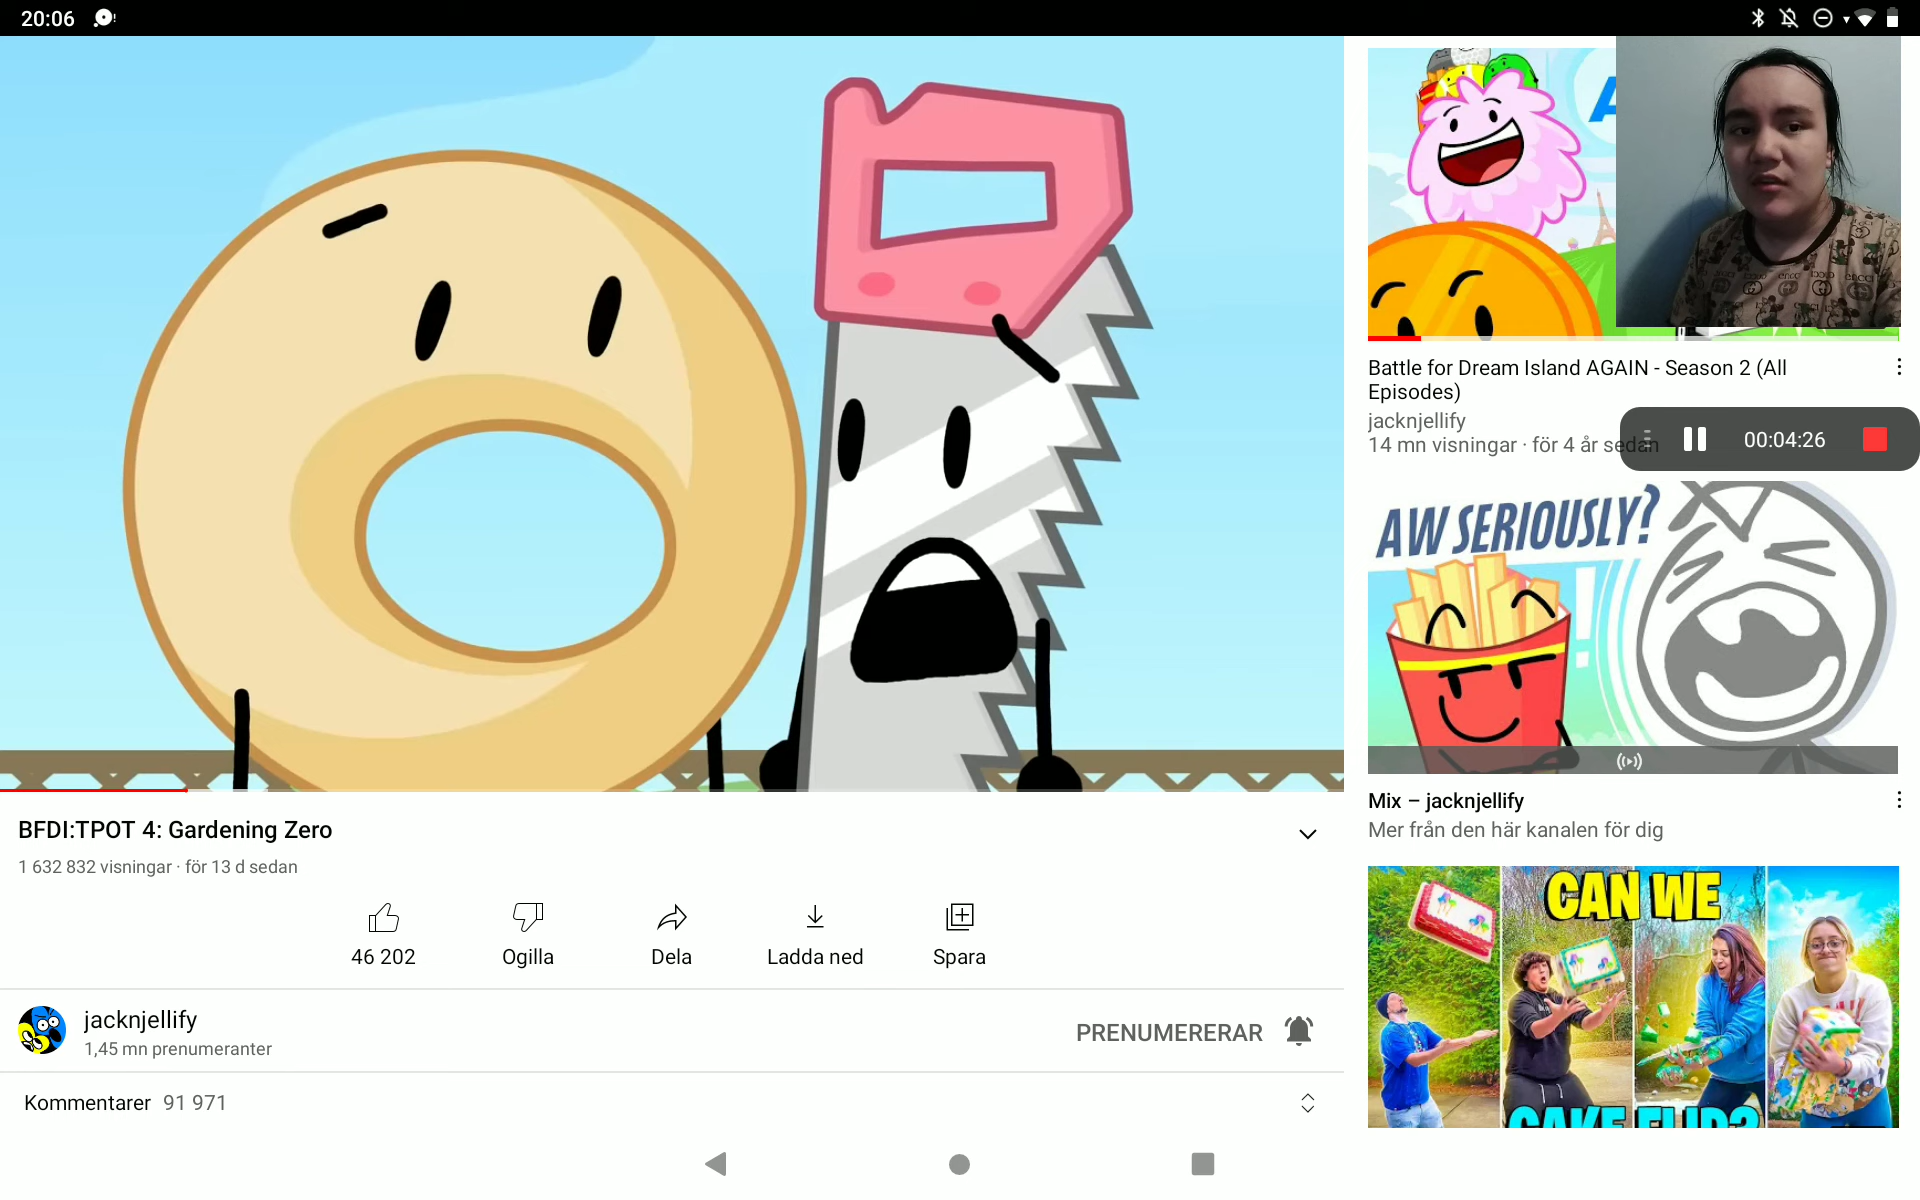 20:06
A
Battle for Dream Island AGAIN - Season 2 (All
Episodes)
jacknjellify
14 mn visningar · för 4 år sedan
00:04:26
AW SERIOUSLY?
Mix – jacknjellify
Mer från den här kanalen för dig
CAN WE
CAKE FLIP?
BFDI:TPOT 4: Gardening Zero
1 632 832 visningar · för 13 d sedan
46 202
Ogilla
Dela
Ladda ned
Spara
jacknjellify
1,45 mn prenumeranter
PRENUMERERAR
Kommentarer 91 971